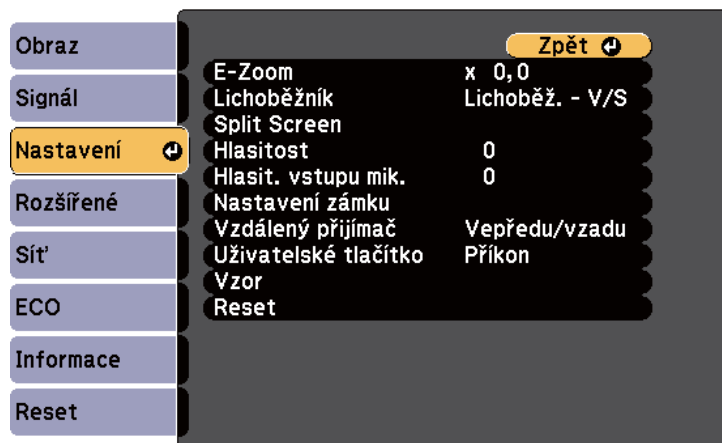 Obraz
Signál
Nastavení
Rozšířené
Síť
ECO
Informace
Reset
Zpět
E-Zoom x 0,0
Lichoběžník Lichoběž. - V/S
Split Screen
Hlasitost 0
Hlasit. vstupu mik. 0
Nastavení zámku
Vzdálený přijímač Vepředu/vzadu
Uživatelské tlačítko Příkon
Vzor
Reset